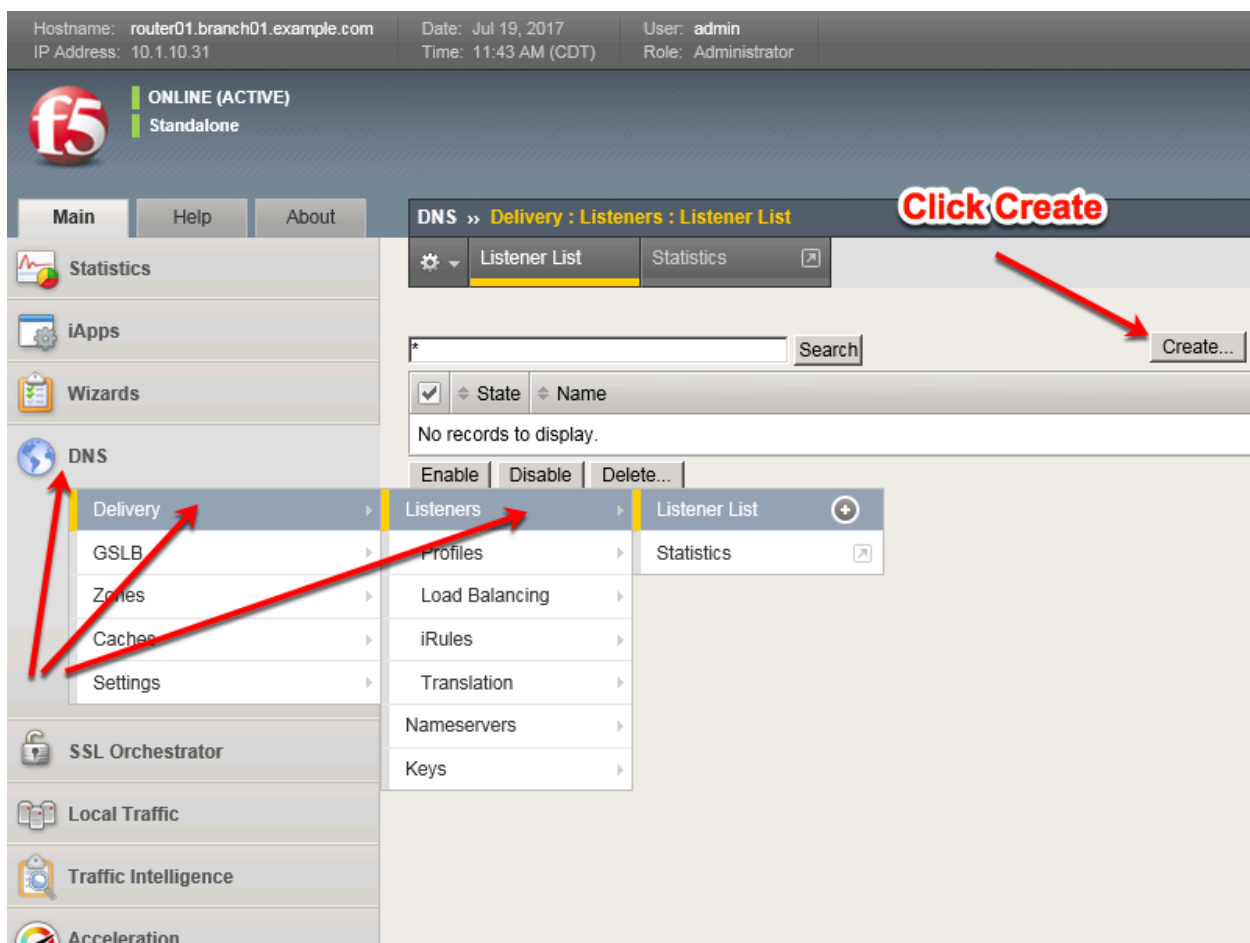 Hostname: router01.branch01.example.com Date: Jul 19, 2017 User: admin
IP Address: 10.1.10.31 Time: 11:43 AM (CDT) Role: Administrator
f5
ONLINE (ACTIVE)
Standalone
Main Help About
DNS » Delivery : Listeners : Listener List
Click Create
Statistics
Listener List Statistics
iApps
* Search Create...
Wizards
State Name
No records to display.
DNS
Enable Disable Delete...
Delivery Listeners Listener List
GSLB Profiles Statistics
Zones Load Balancing
Caches iRules
Settings Translation
Nameservers
Keys
SSL Orchestrator
Local Traffic
Traffic Intelligence
Acceleration